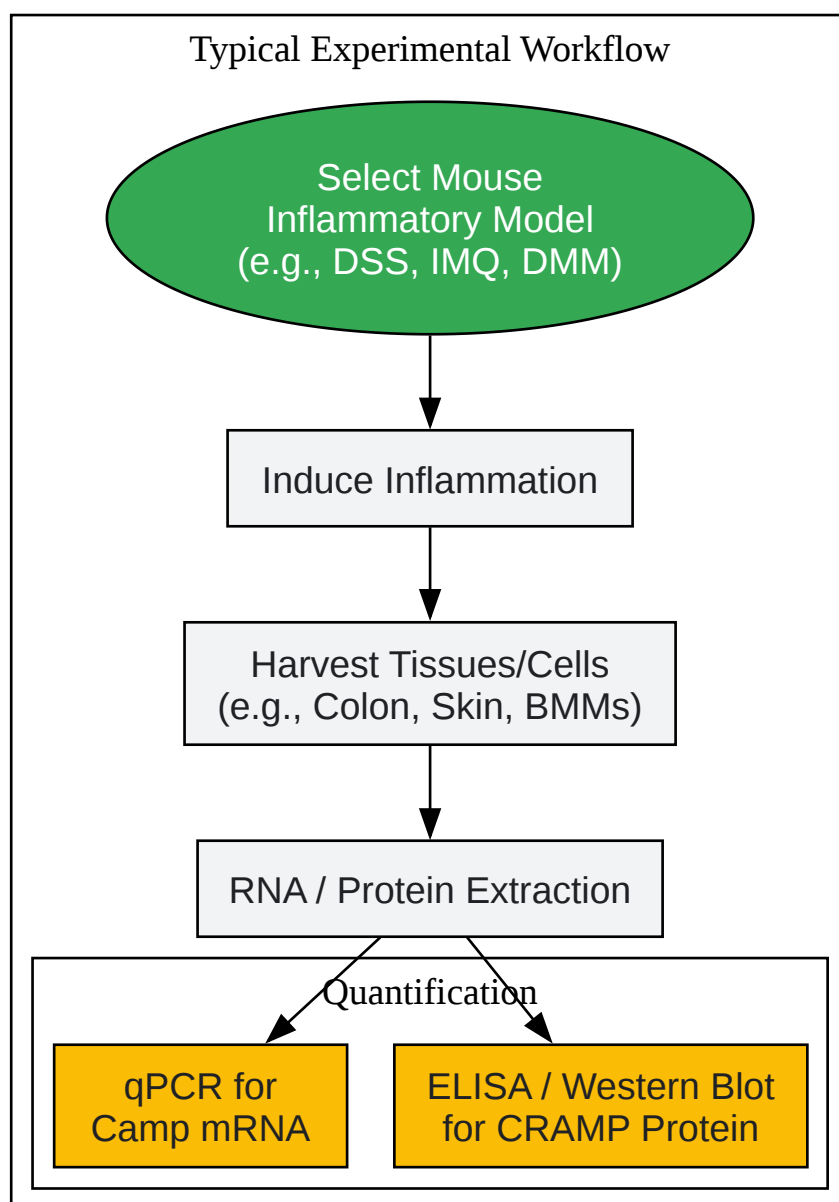 Typical Experimental Workflow
Select Mouse
Inflammatory Model
(e.g., DSS, IMQ, DMM)
Induce Inflammation
Harvest Tissues/Cells
(e.g., Colon, Skin, BMMs)
RNA / Protein Extraction
Quantification
qPCR for
Camp mRNA
ELISA / Western Blot
for CRAMP Protein